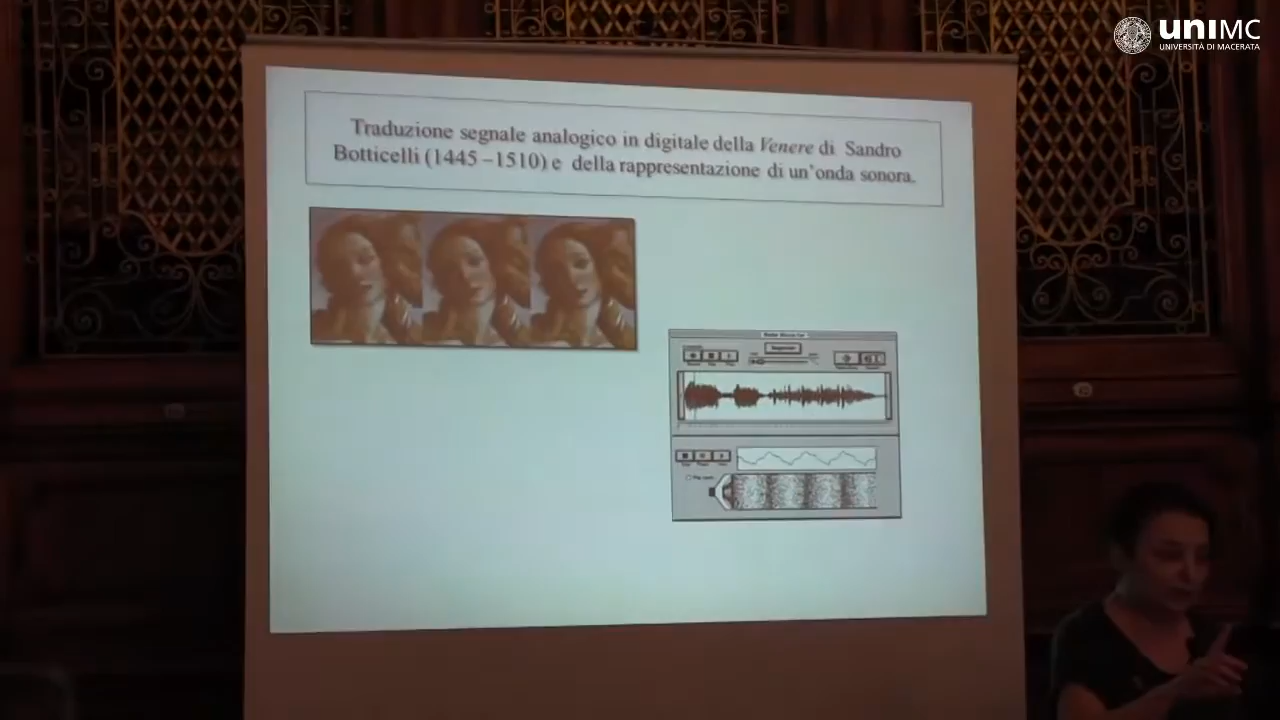 uniMC
UNIVERSITÀ DI MACERATA
Traduzione segnale analogico in digitale della Venere di Sandro
Botticelli (1445 –1510) e della rappresentazione di un'onda sonora.